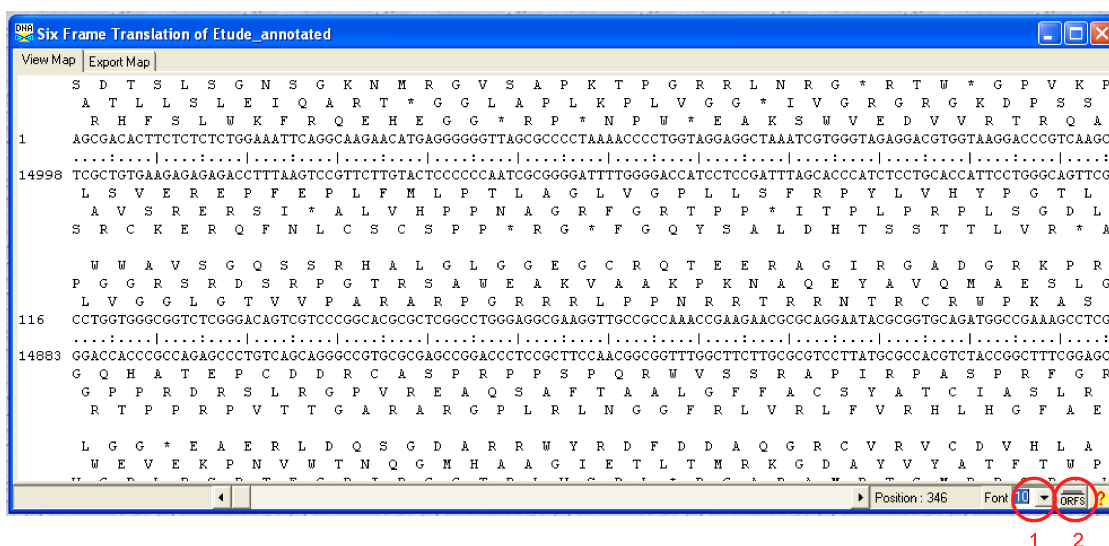 Six Frame Translation of Etude_annotated
View Map Export Map
S D T S L S G N S G K N M R G V S A P K T P G R R L N R G * R T W * G P V K P
A T L L S L E I Q A R T * G G L A P L K P L V G G * I V G R G R G K D P S S
R H F S L W K F R Q E H E G G * R P * N P W * E A K S W V E D V V R T R Q A
1 AGCGACACTTCTCTCTCTGGAAATTCAGGCAAGAACATGAGGGGGGTTAGCGCCCCTAAAACCCCTGGTAGGAGGCTAAATCGTGGGTAGAGGACGTGGTAAGGACCCGTCAAGC
....:....|....:....|....:....|....:....|....:....|....:....|....:....|....:....|....:....|....:....|....:....|....:
14998 TCGCTGTGAAGAGAGAGACCTTTAAGTCCGTTCTTGTACTCCCCCCAATCGCGGGGATTTTGGGGACCATCCTCCGATTTAGCACCCATCTCCTGCACCATTCCTGGGCAGTTCG
L S V E R E P F E P L F M L P T L A G L V G P L L S F R P Y L V H Y P G T L
A V S R E R S I * A L V H P P N A G R F G R T P P * I T P L P R P L S G D L
S R C K E R Q F N L C S C S P P * R G * F G Q Y S A L D H T S S T T L V R * A
W W A V S G Q S S R H A L G L G G E G C R Q T E E R A G I R G A D G R K P R
P G G R S R D S R P G T R S A W E A K V A A K P K N A Q E Y A V Q M A E S L G
L V G G L G T V V P A R A R P G R R R L P P N R R T R R N T R C R W P K A S
116 CCTGGTGGGCGGTCTCGGGACAGTCGTCCCGGCACGCGCTCGGCCTGGGAGGCGAAGGTTGCCGCCAAACCGAAGAACGCGCAGGAATACGCGGTGCAGATGGCCGAAAGCCTCG
....:....|....:....|....:....|....:....|....:....|....:....|....:....|....:....|....:....|....:....|....:....|....:
14883 GGACCACCCGCCAGAGCCCTGTCAGCAGGGCCGTGCGCGAGCCGGACCCTCCGCTTCCAACGGCGGTTTGGCTTCTTGCGCGTCCTTATGCGCCACGTCTACCGGCTTTCGGAGC
G Q H A T E P C D D R C A S P R P P S P Q R W V S S R A P I R P A S P R F G R
G P P R D R S L R G P V R E A Q S A F T A A L G F F A C S Y A T C I A S L R
R T P P R P V T T G A R A R G P L R L N G G F R L V R L F V R H L H G F A E
L G G * E A E R L D Q S G D A R R W Y R D F D D A Q G R C V R V C D V H L A
W E V E K P N V W T N Q G M H A A G I E T L T M R K G D A Y V Y A T F T W P
Position : 346 Font 10 ORFS ?
1 2